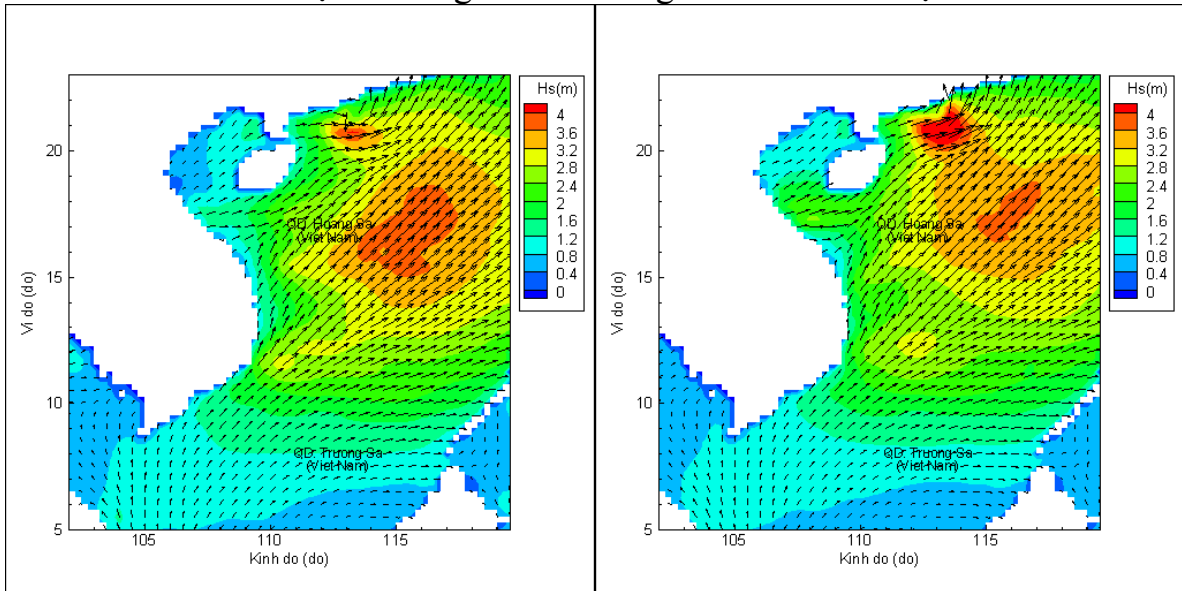 Hs(m)
4
3.6
3.2
2.8
2.4
2
1.6
1.2
0.8
0.4
0
20
15
10
5
105
110
115
Vi do (do)
Kinh do (do)
QD. Hoang Sa
(Viet Nam)
QD. Truong Sa
(Viet Nam)
Hs(m)
4
3.6
3.2
2.8
2.4
2
1.6
1.2
0.8
0.4
0
20
15
10
5
105
110
115
Vi do (do)
Kinh do (do)
QD. Hoang Sa
(Viet Nam)
QD. Truong Sa
(Viet Nam)